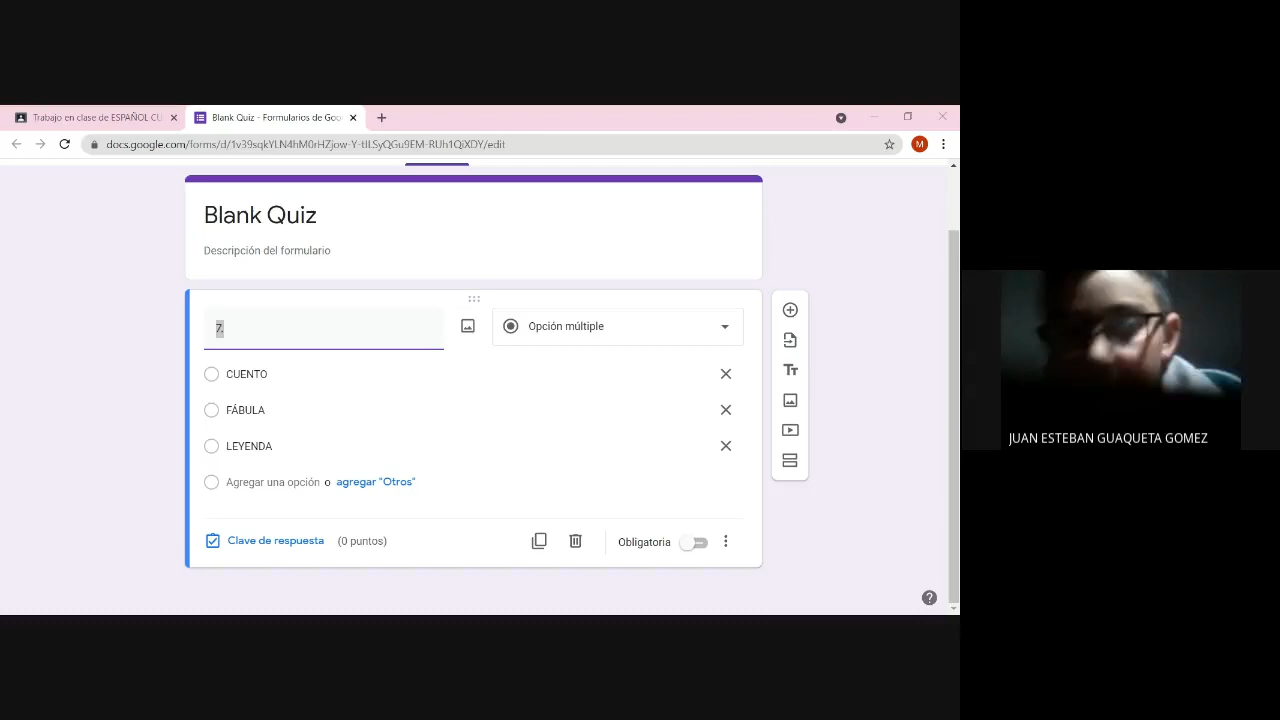 Trabajo en clase de ESPAÑOL CU
Blank Quiz - Formularios de Goo
docs.google.com/forms/d/1v39sqkYLN4hM0rHZjow-Y-tILSyQGu9EM-RUh1QiXDY/edit
M
Blank Quiz
Descripción del formulario
7.
Opción múltiple
CUENTO
FÁBULA
LEYENDA
Agregar una opción o agregar "Otros"
Clave de respuesta (0 puntos)
Obligatoria
JUAN ESTEBAN GUAQUETA GOMEZ